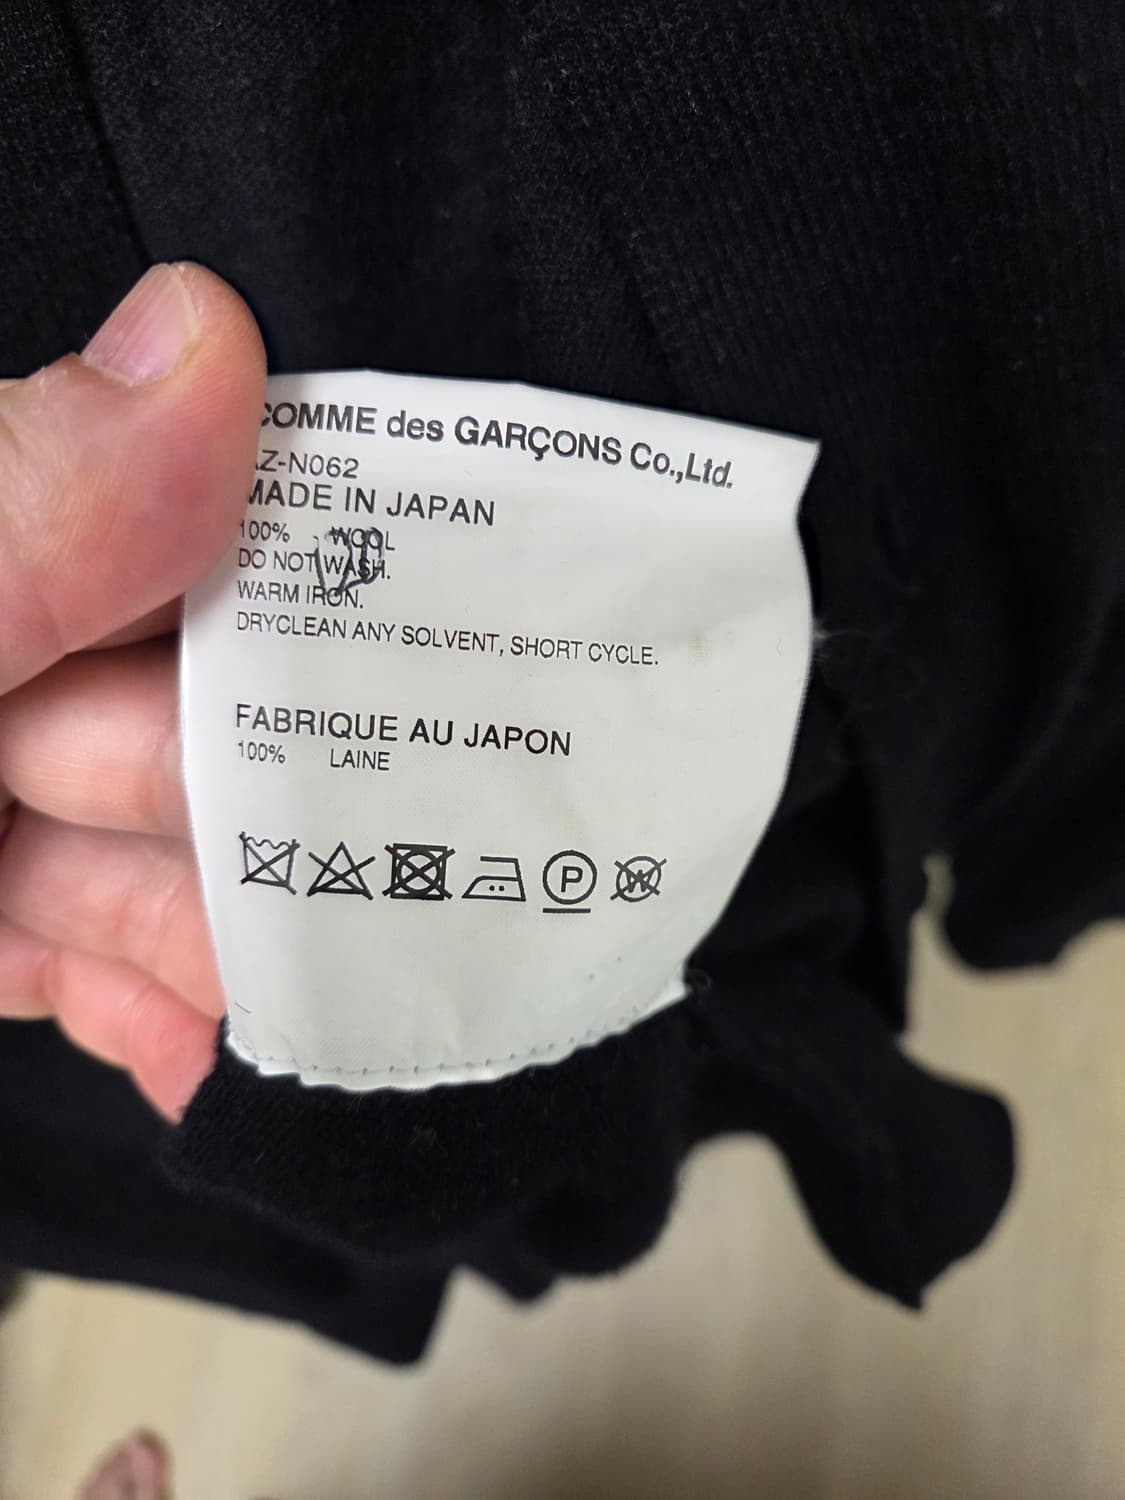 COMME des GARÇONS Co.,Ltd.
Z-N062
MADE IN JAPAN
100% WOOL
DO NOT WASH.
WARM IRON.
DRYCLEAN ANY SOLVENT, SHORT CYCLE.
FABRIQUE AU JAPON
100% LAINE
P W